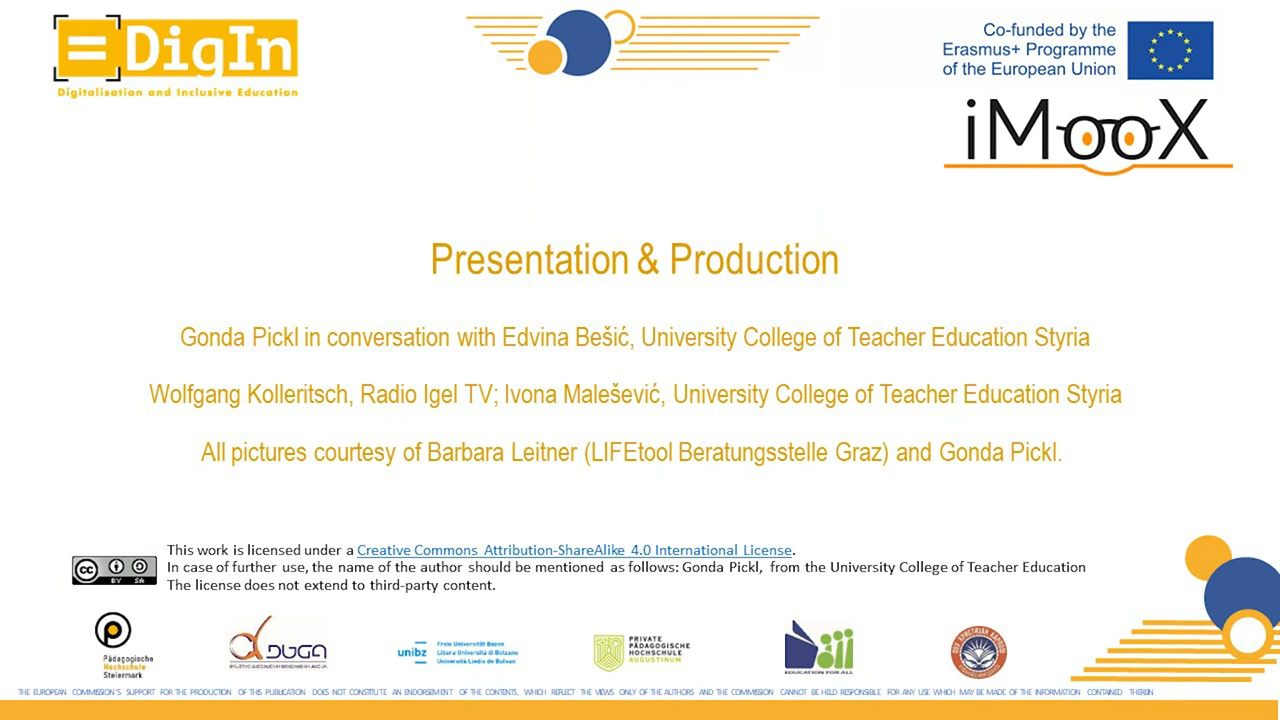 =DigIn
Digitalisation and Inclusive Education
Co-funded by the
Erasmus+ Programme
of the European Union
iMooX
Presentation & Production
Gonda Pickl in conversation with Edvina Bešić, University College of Teacher Education Styria
Wolfgang Kolleritsch, Radio Igel TV; Ivona Malešević, University College of Teacher Education Styria
All pictures courtesy of Barbara Leitner (LIFEtool Beratungsstelle Graz) and Gonda Pickl.
This work is licensed under a Creative Commons Attribution-ShareAlike 4.0 International License.
In case of further use, the name of the author should be mentioned as follows: Gonda Pickl, from the University College of Teacher Education
The license does not extend to third-party content.
cc BY SA
Pädagogische
Hochschule
Steiermark
DUGA
unibz
Freie Universität Bozen
Libera Università di Bolzano
Università Liedia de Bulsan
PRIVATE
PÄDAGOGISCHE
HOCHSCHULE
AUGUSTINUM
EDUCATION FOR ALL
THE EUROPEAN COMMISSION'S SUPPORT FOR THE PRODUCTION OF THIS PUBLICATION DOES NOT CONSTITUTE AN ENDORSEMENT OF THE CONTENTS, WHICH REFLECT THE VIEWS ONLY OF THE AUTHORS AND THE COMMISSION CANNOT BE HELD RESPONSIBLE FOR ANY USE WHICH MAY BE MADE OF THE INFORMATION CONTAINED THEREIN